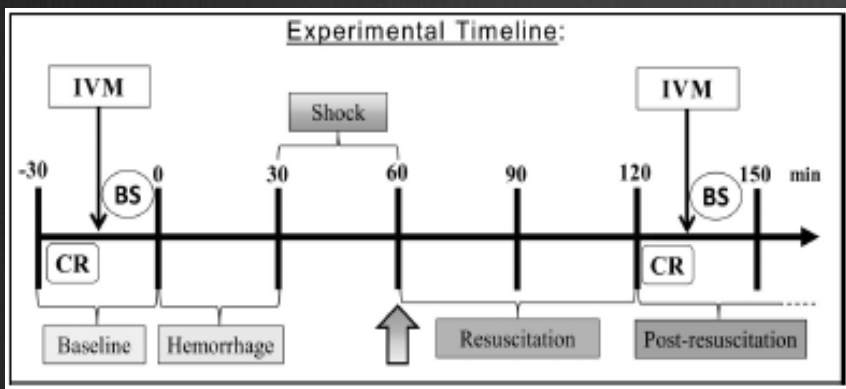 Experimental Timeline:
IVM
IVM
Shock
-30
0
30
60
90
120
150
min
BS
BS
CR
CR
Baseline
Hemorrhage
Resuscitation
Post-resuscitation